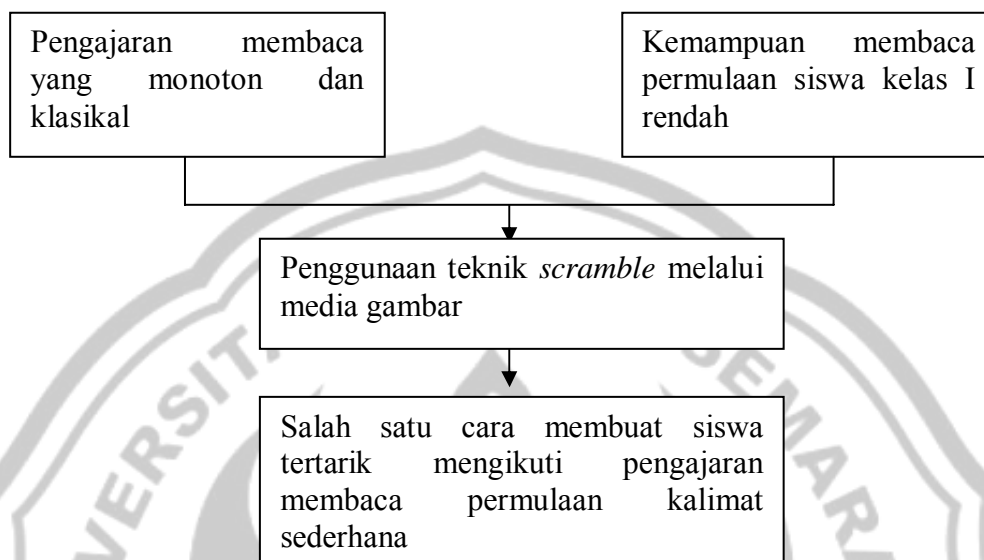 Pengajaran membaca
yang monoton dan
klasikal
Kemampuan membaca
permulaan siswa kelas I
rendah
Penggunaan teknik scramble melalui
media gambar
Salah satu cara membuat siswa
tertarik mengikuti pengajaran
membaca permulaan kalimat
sederhana